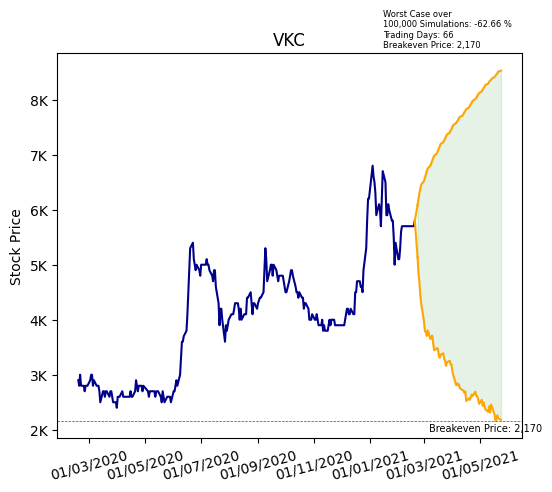 Worst Case over
100,000 Simulations: -62.66 %
Trading Days: 66
Breakeven Price: 2,170
VKC
Stock Price
8K
7K
6K
5K
4K
3K
2K
Breakeven Price: 2,170
01/03/2020
01/05/2020
01/07/2020
01/09/2020
01/11/2020
01/01/2021
01/03/2021
01/05/2021